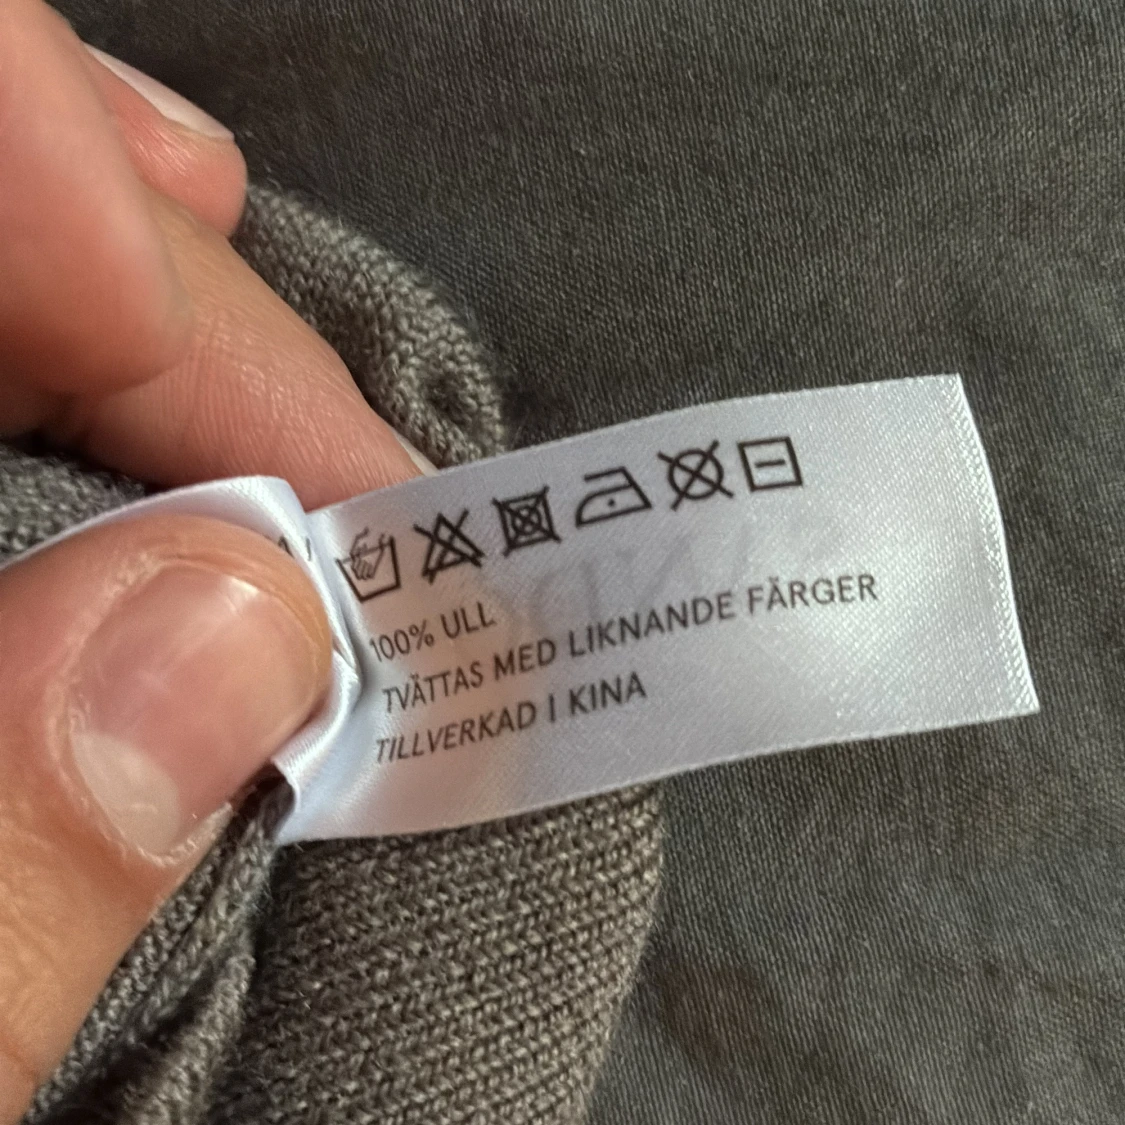 100% ULL
TVÄTTAS MED LIKNANDE FÄRGER
TILLVERKAD I KINA